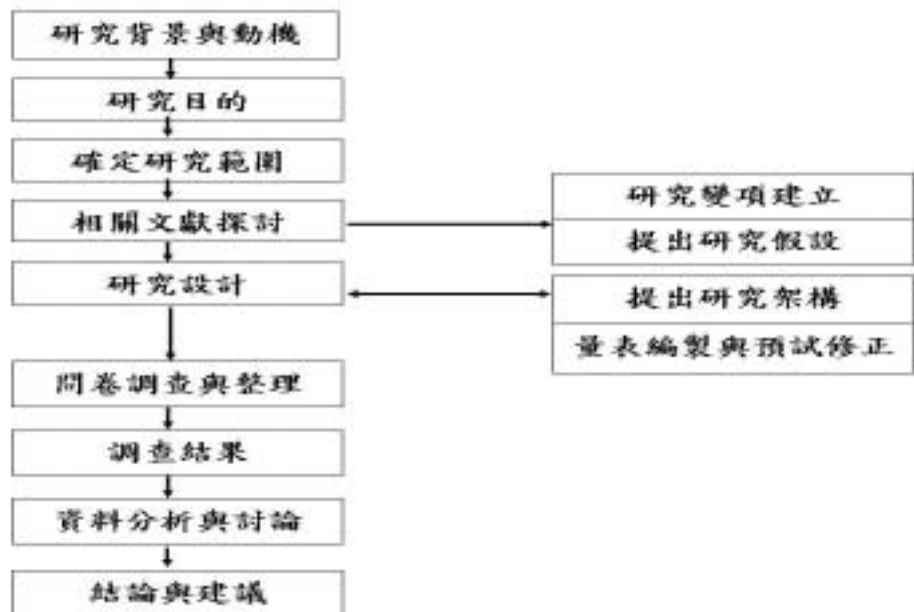 研究背景與動機
研究目的
確定研究範圍
相關文獻探討
研究變項建立
提出研究假設
研究設計
提出研究架構
量表編製與預試修正
問卷調查與整理
調查結果
資料分析與討論
結論與建議